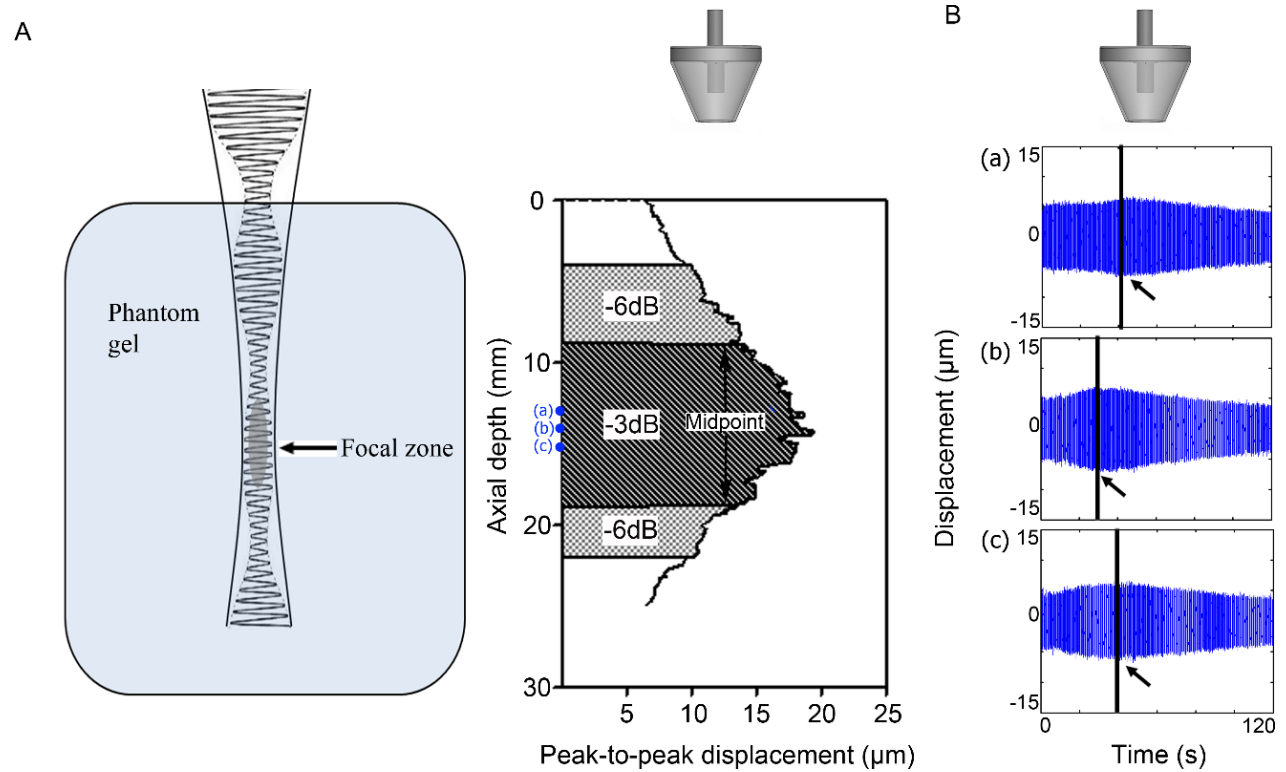 A
B
Phantom
gel
Focal zone
0
10
20
30
Axial depth (mm)
(a)
(b)
(c)
-6dB
-3dB
Midpoint
-6dB
5
10
15
20
25
Peak-to-peak displacement (µm)
Displacement (µm)
(a)
15
0
-15
(b)
15
0
-15
(c)
15
0
-15
0
120
Time (s)